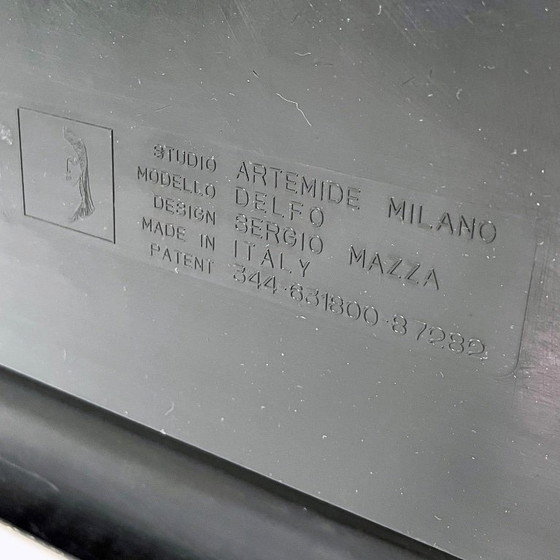 STUDIO ARTEMIDE MILANO
MODELLO DELFO
DESIGN SERGIO MAZZA
MADE IN ITALY
PATENT 344-631800-87282